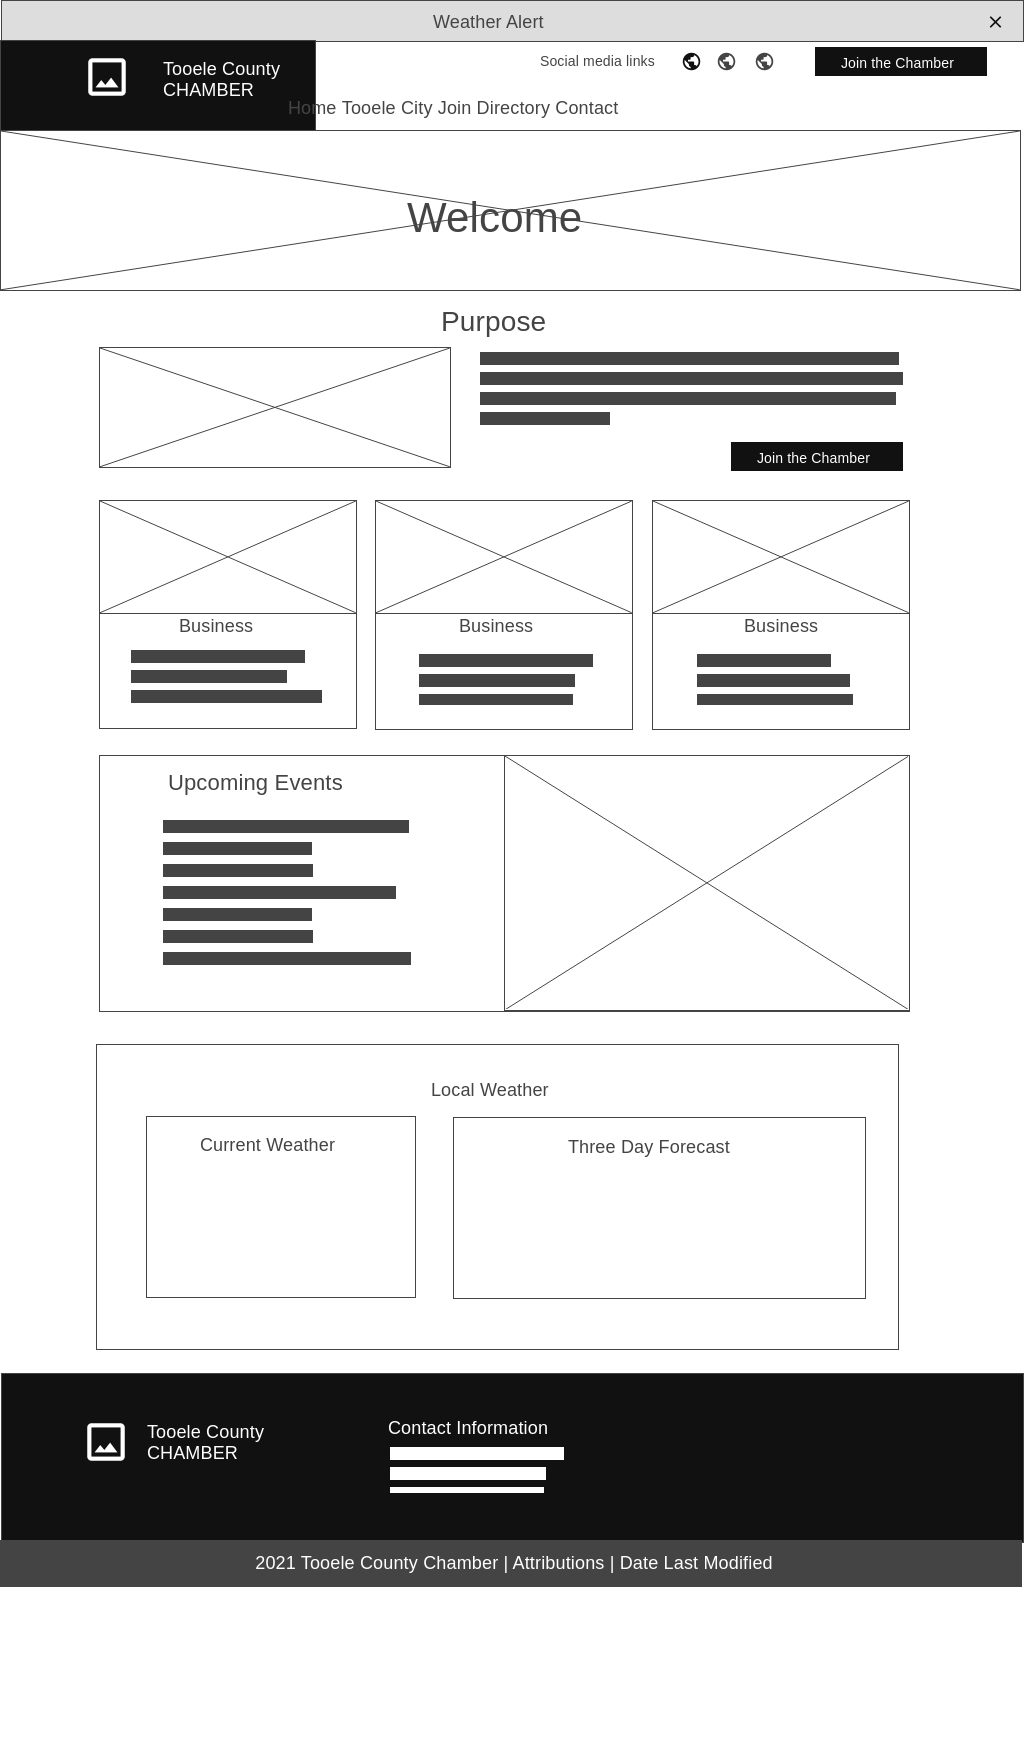 Weather Alert
Tooele County
CHAMBER
Social media links
Join the Chamber
Home Tooele City Join Directory Contact
Welcome
Purpose
Join the Chamber
Business
Business
Business
Upcoming Events
Local Weather
Current Weather
Three Day Forecast
Tooele County
CHAMBER
Contact Information
2021 Tooele County Chamber | Attributions | Date Last Modified